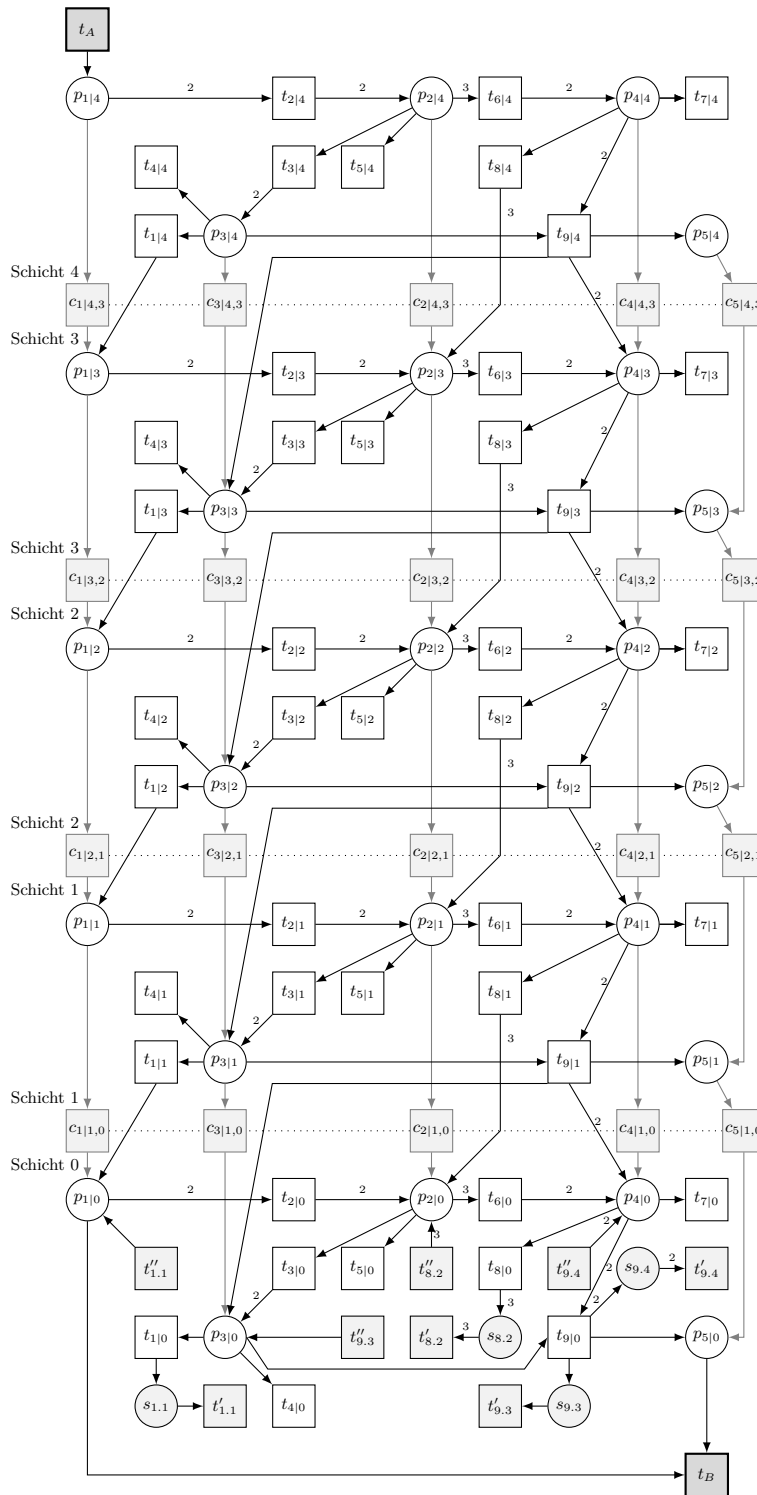 t_A
2 2 3 2
p_{1|4} t_{2|4} p_{2|4} t_{6|4} p_{4|4} t_{7|4}
t_{4|4} t_{3|4} t_{5|4} t_{8|4} 2
2
t_{1|4} p_{3|4} 3 t_{9|4} p_{5|4}
Schicht 4
c_{1|4,3} c_{3|4,3} c_{2|4,3} 2 c_{4|4,3} c_{5|4,3}
Schicht 3
2 2 3 2
p_{1|3} t_{2|3} p_{2|3} t_{6|3} p_{4|3} t_{7|3}
t_{4|3} t_{3|3} t_{5|3} t_{8|3} 2
2
t_{1|3} p_{3|3} 3 t_{9|3} p_{5|3}
Schicht 3
c_{1|3,2} c_{3|3,2} c_{2|3,2} 2 c_{4|3,2} c_{5|3,2}
Schicht 2
2 2 3 2
p_{1|2} t_{2|2} p_{2|2} t_{6|2} p_{4|2} t_{7|2}
t_{4|2} t_{3|2} t_{5|2} t_{8|2} 2
2
t_{1|2} p_{3|2} 3 t_{9|2} p_{5|2}
Schicht 2
c_{1|2,1} c_{3|2,1} c_{2|2,1} 2 c_{4|2,1} c_{5|2,1}
Schicht 1
2 2 3 2
p_{1|1} t_{2|1} p_{2|1} t_{6|1} p_{4|1} t_{7|1}
t_{4|1} t_{3|1} t_{5|1} t_{8|1} 2
2
t_{1|1} p_{3|1} 3 t_{9|1} p_{5|1}
Schicht 1
c_{1|1,0} c_{3|1,0} c_{2|1,0} 2 c_{4|1,0} c_{5|1,0}
Schicht 0
2 2 3 2
p_{1|0} t_{2|0} p_{2|0} t_{6|0} p_{4|0} t_{7|0}
3 2
t''_{1.1} t_{3|0} t_{5|0} t''_{8.2} t_{8|0} t''_{9.4} 2 s_{9.4} 2 t'_{9.4}
2 3
t_{1|0} p_{3|0} t''_{9.3} t'_{8.2} 3 s_{8.2} t_{9|0} p_{5|0}
s_{1.1} t'_{1.1} t_{4|0} t'_{9.3} s_{9.3}
t_B